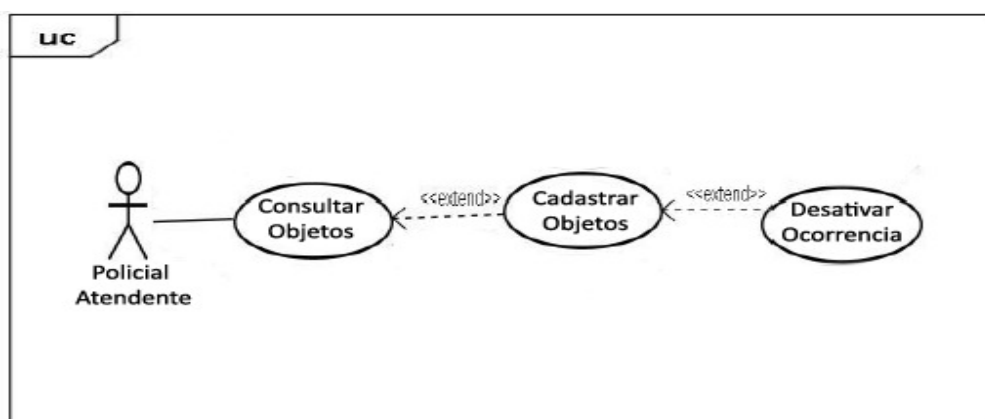 uc
Policial
Atendente
Consultar
Objetos
<<extend>>
Cadastrar
Objetos
<<extend>>
Desativar
Ocorrencia